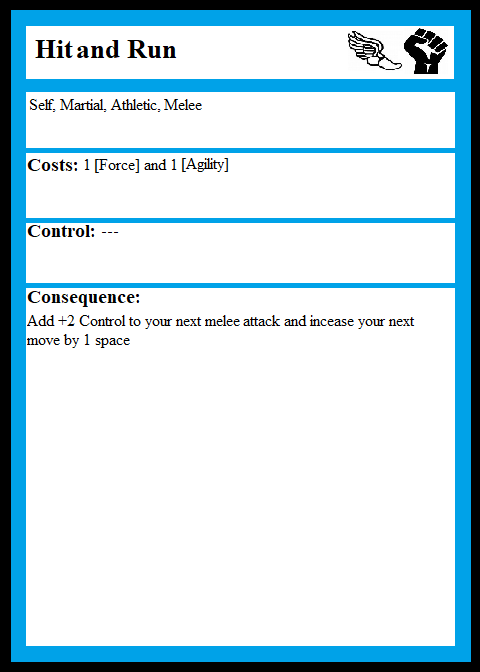 Hit and Run
Self, Martial, Athletic, Melee
Costs: 1 [Force] and 1 [Agility]
Control: ---
Consequence:
Add +2 Control to your next melee attack and incease your next
move by 1 space